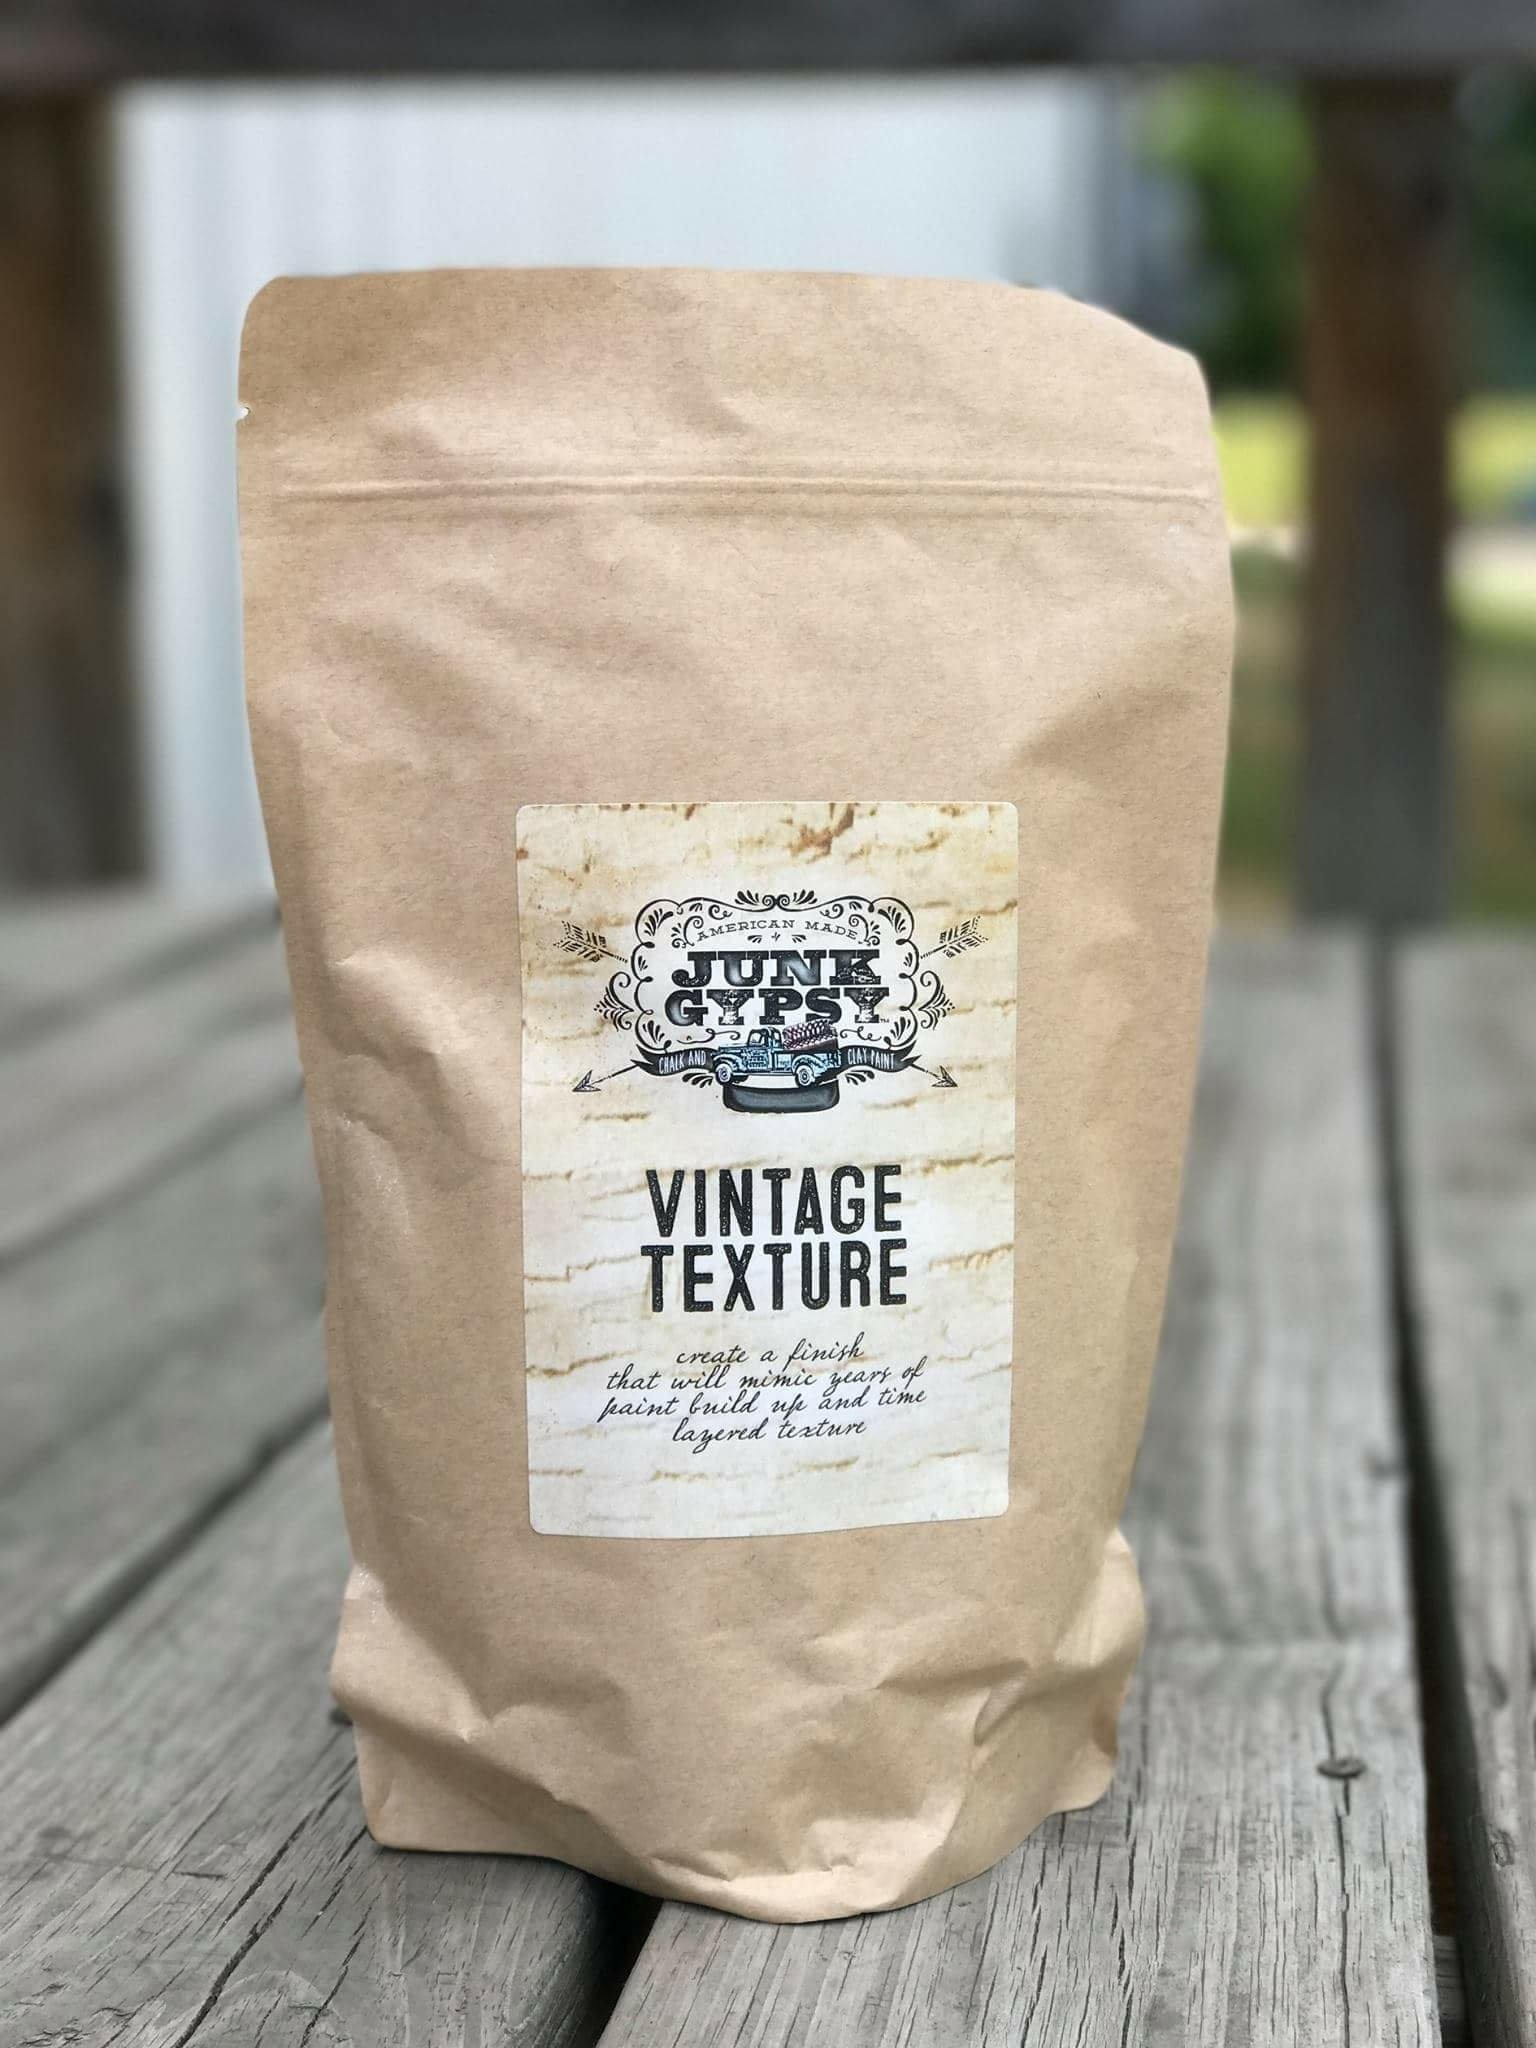 AMERICAN MADE
JUNK
GYPSY™
CHALK AND CLAY PAINT
VINTAGE
TEXTURE
create a finish
that will mimic years of
paint build up and time
layered texture